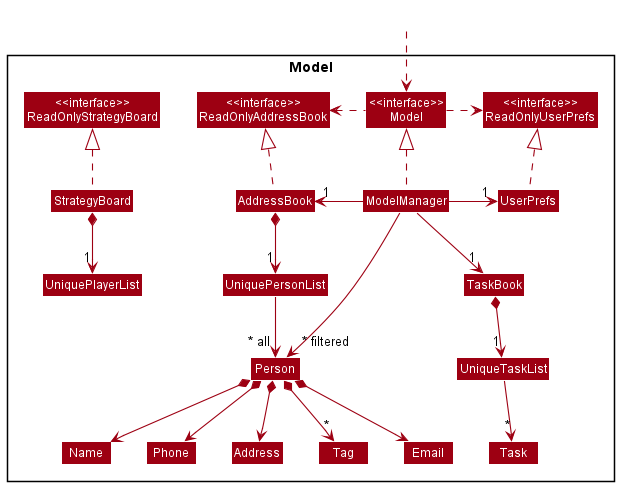 Model
<<interface>>
ReadOnlyStrategyBoard
<<interface>>
ReadOnlyAddressBook
<<interface>>
Model
<<interface>>
ReadOnlyUserPrefs
StrategyBoard
AddressBook
1
ModelManager
1
UserPrefs
1
1
1
UniquePlayerList
UniquePersonList
TaskBook
* all
* filtered
1
Person
UniqueTaskList
*
*
Name
Phone
Address
Tag
Email
Task